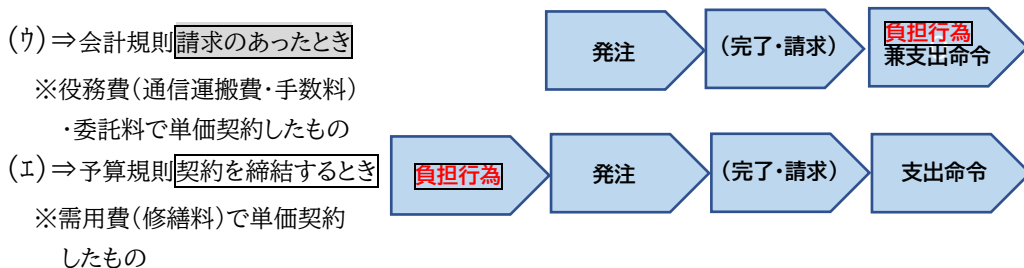 (ウ)⇒会計規則請求のあったとき
※役務費(通信運搬費・手数料)
・委託料で単価契約したもの
発注
(完了・請求)
負担行為
兼支出命令
(エ)⇒予算規則契約を締結するとき
※需用費(修繕料)で単価契約
したもの
負担行為
発注
(完了・請求)
支出命令